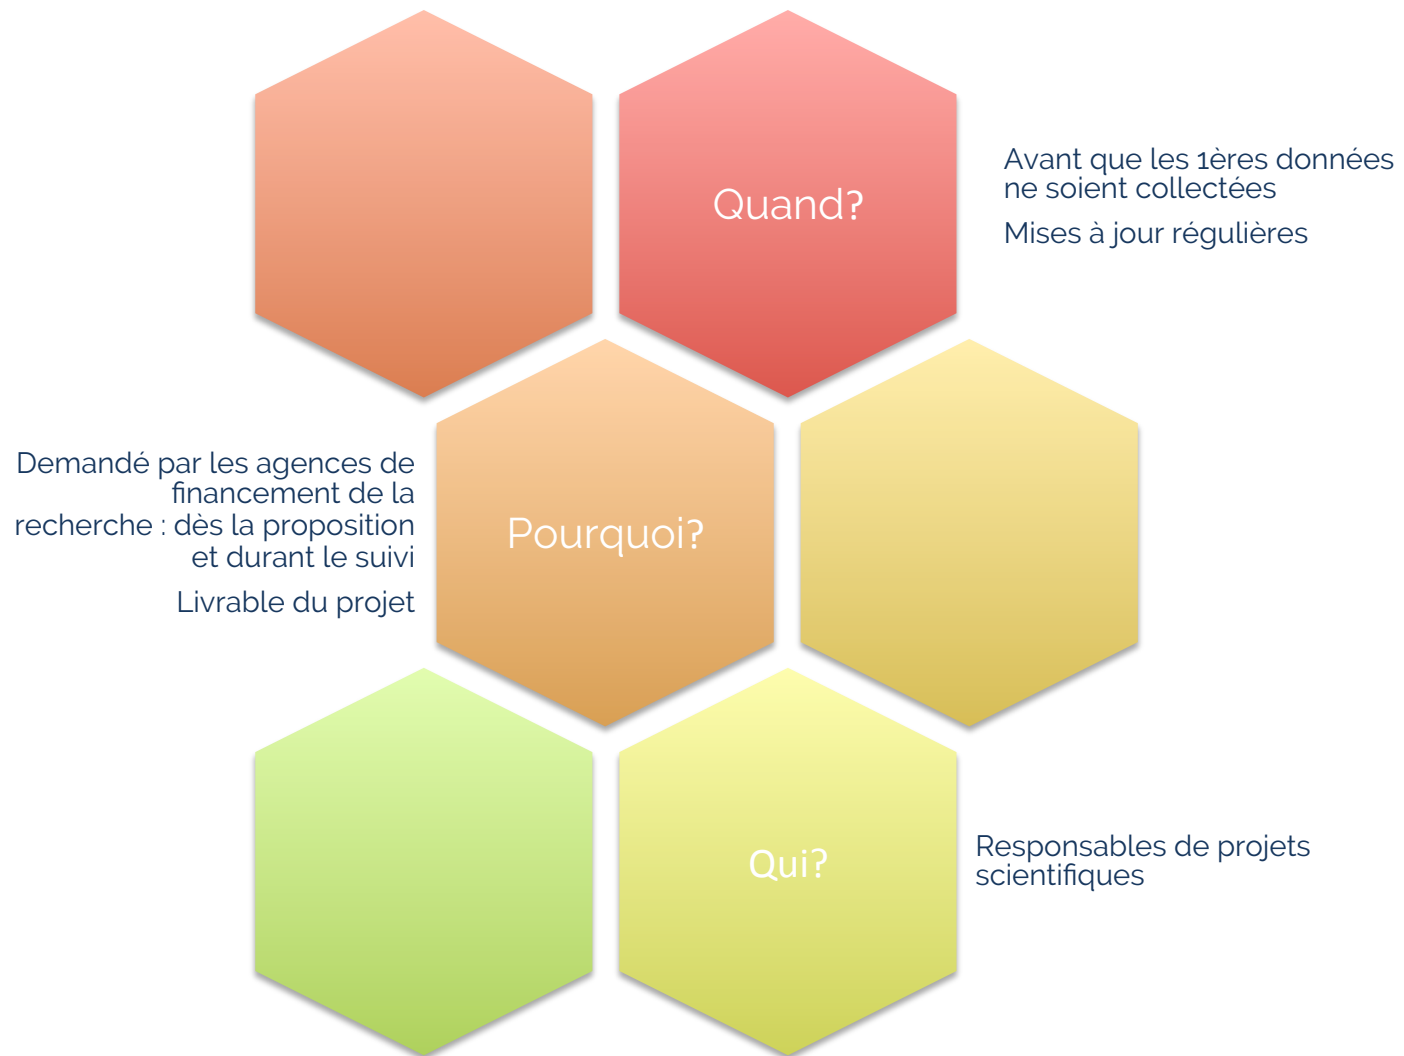 Quand?
Avant que les 1ères données
ne soient collectées
Mises à jour régulières
Demandé par les agences de
financement de la
recherche : dès la proposition
et durant le suivi
Livrable du projet
Pourquoi?
Qui?
Responsables de projets
scientifiques